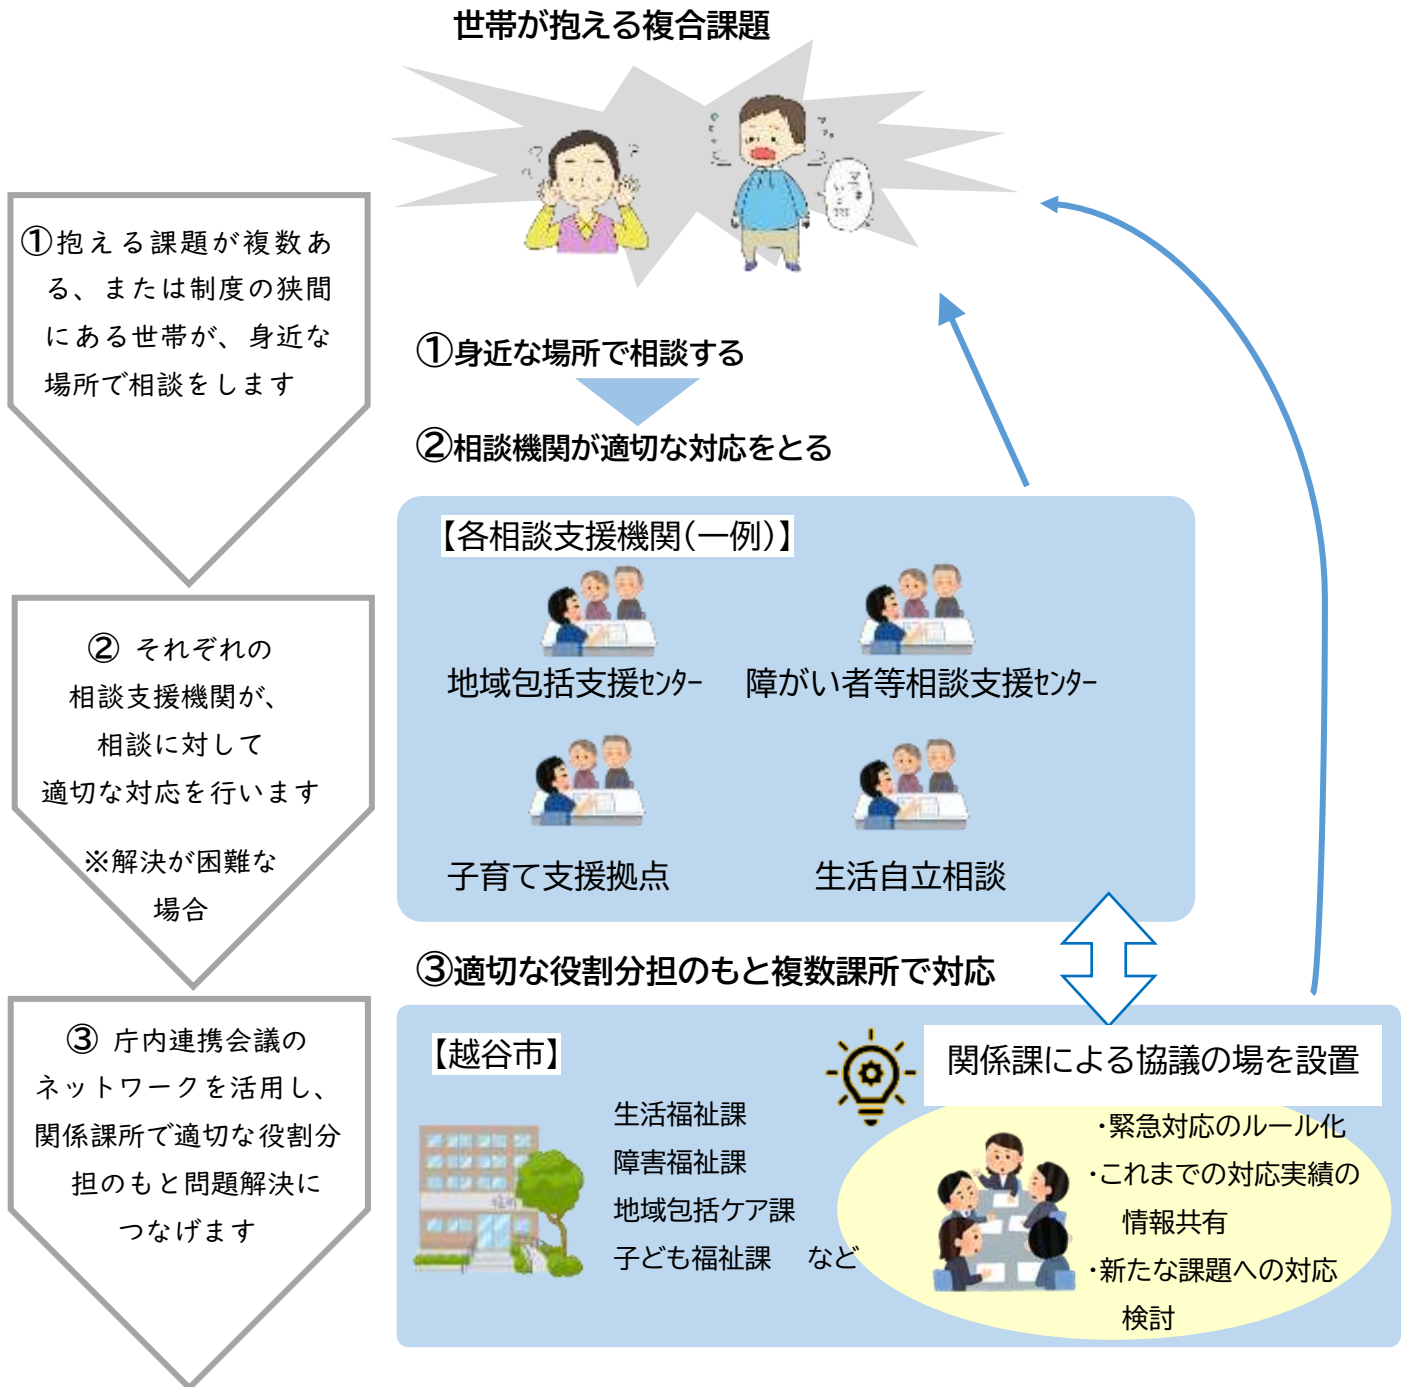 世帯が抱える複合課題
①抱える課題が複数あ
る、または制度の狭間
にある世帯が、身近な
場所で相談をします
①身近な場所で相談する
②相談機関が適切な対応をとる
【各相談支援機関(一例)】
地域包括支援ｾﾝﾀｰ
障がい者等相談支援ｾﾝﾀｰ
子育て支援拠点
生活自立相談
② それぞれの
相談支援機関が、
相談に対して
適切な対応を行います
※解決が困難な
場合
③適切な役割分担のもと複数課所で対応
③ 庁内連携会議の
ネットワークを活用し、
関係課所で適切な役割分
担のもと問題解決に
つなげます
【越谷市】
生活福祉課
障害福祉課
地域包括ケア課
子ども福祉課 など
関係課による協議の場を設置
・緊急対応のルール化
・これまでの対応実績の
情報共有
・新たな課題への対応
検討